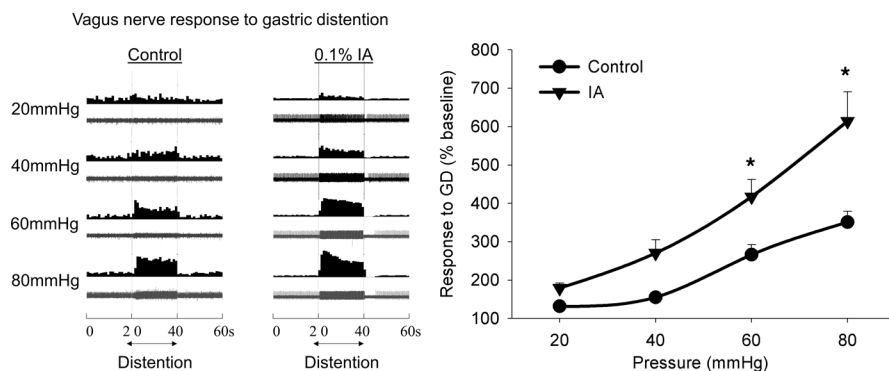 Vagus nerve response to gastric distention
Control
0.1% IA
20mmHg
40mmHg
60mmHg
80mmHg
0 20 40 60s
0 2 0 40 60s
Distention
Distention
Response to GD (% baseline)
800
700
600
500
400
300
200
100
Control
IA
*
*
20 40 60 80
Pressure (mmHg)